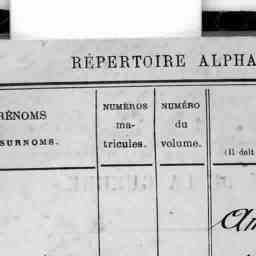 RÉPERTOIRE ALPHA
RÉNOMS
SURNOMS.
NUMÉROS
ma-
tricules.
NUMÉRO
du
volume.
(Il doit